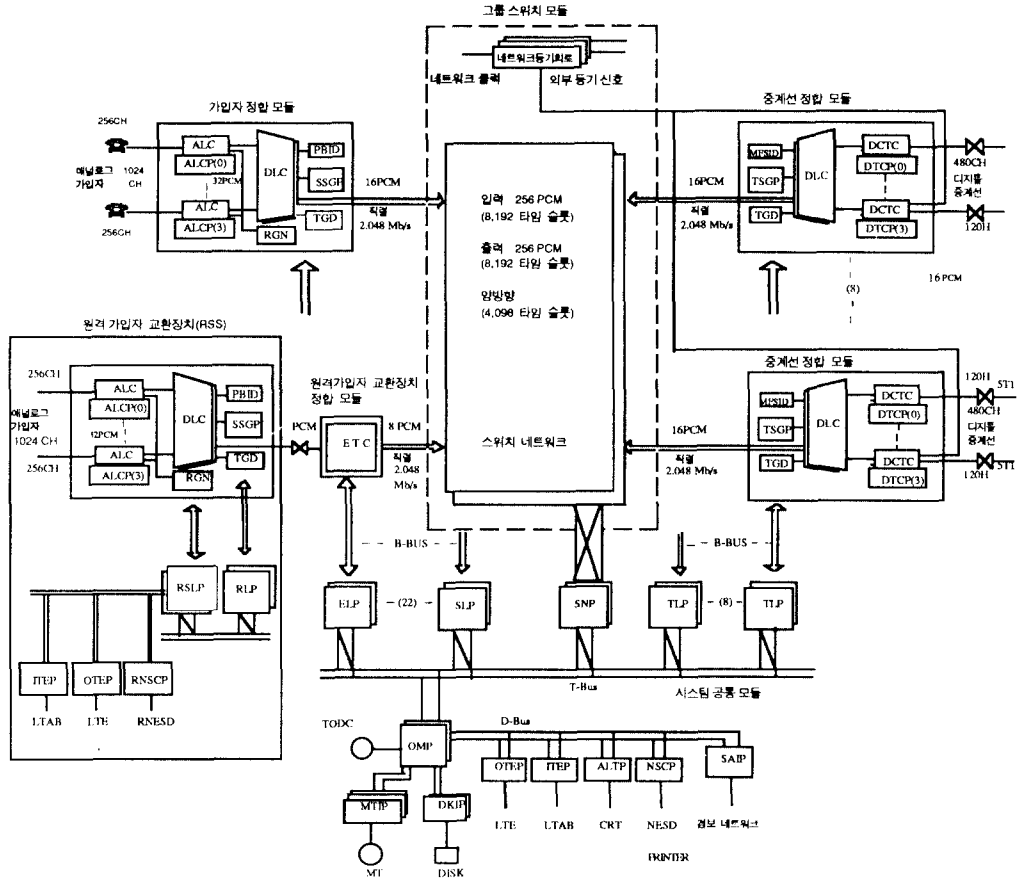 그룹 스위치 모듈
네트워크동기회로
네트워크 클럭
외부 동기 신호
가입자 정합 모듈
256CH
ALC
ALCP(0)
애널로그 1024
가입자 CH
32PCM
ALC
ALCP(3)
256CH
DLC
PBID
SSGP
TGD
RGN
16PCM
직렬
2.048 Mb/s
입력 256 PCM
(8,192 타임 슬롯)
출력 256 PCM
(8,192 타임 슬롯)
양방향
(4,096 타임 슬롯)
스위치 네트워크
중계선 정합 모듈
16PCM
직렬
2.048 Mb/s
MFSID
TSGP
TGD
DLC
DCTC
DTCP(0)
DCTC
DTCP(3)
480CH
디지틀
중계선
120H
(8)
16 PCM
원격 가입자 교환장치(RSS)
256CH
애널로그
가입자
1024 CH
256CH
ALC
ALCP(0)
32PCM
ALC
ALCP(3)
DLC
PBID
SSGP
TGD
RGN
PCM
원격가입자 교환장치
정합 모듈
E T C
8 PCM
직렬
2.048
Mb/s
중계선 정합 모듈
16PCM
직렬
2.048 Mb/s
MFSID
TSGP
TGD
DLC
DCTC
DTCP(0)
DCTC
DTCP(3)
120H
5T1
480CH
디지틀
중계선
120H
5T1
B-BUS
B-BUS
RSLP
RLP
ELP
(22)
SLP
SNP
TLP
(8)
TLP
ITEP
OTEP
RNSCP
LTAB
LTE
RNESD
T-Bus
시스팀 공통 모듈
TODC
OMP
D-Bus
OTEP
ITEP
ALTP
NSCP
SAIP
MTIP
DKIP
LTE
LTAB
CRT
NESD
경보 네트워크
PRINTER
MT
DISK